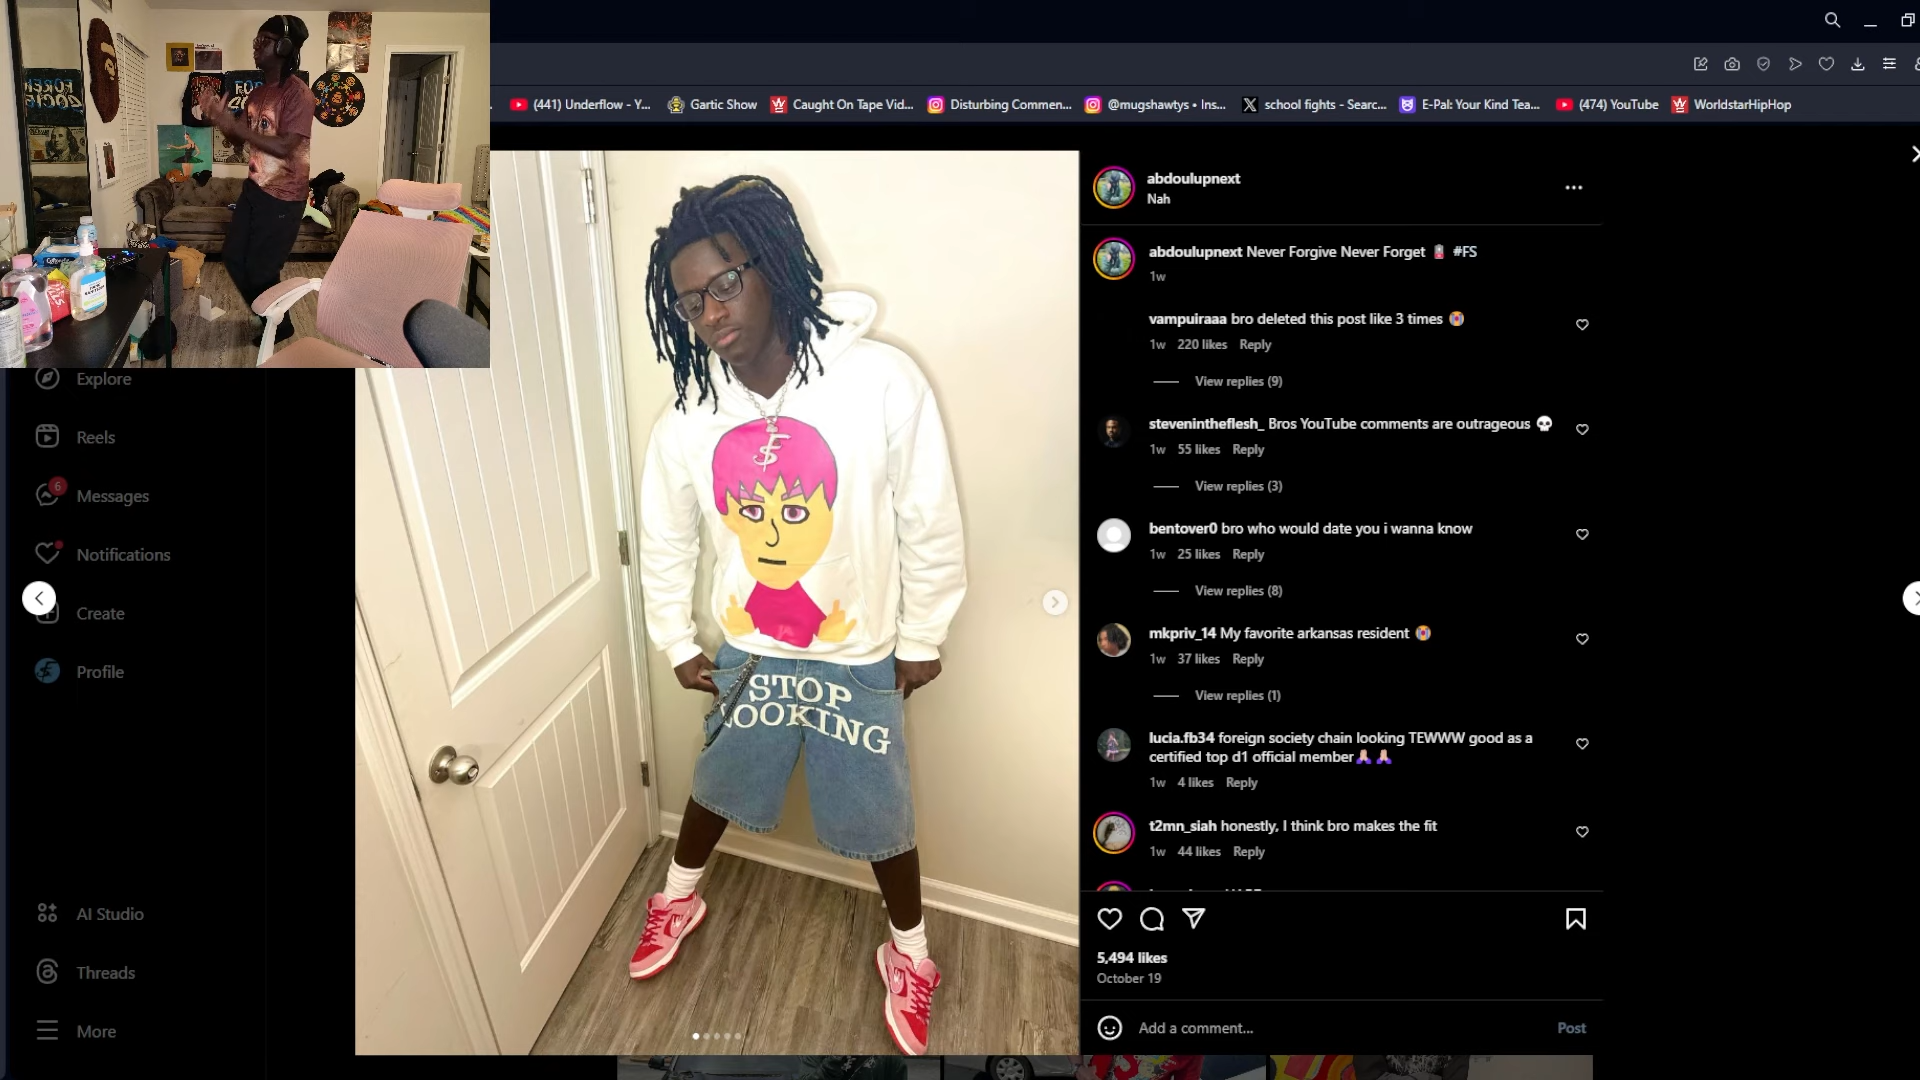 (441) Underflow - Y...
Gartic Show
Caught On Tape Vid...
Disturbing Commen...
@mugshawtys • Ins...
school fights - Searc...
E-Pal: Your Kind Tea...
(474) YouTube
WorldstarHipHop
Explore
Reels
6
Messages
Notifications
Create
Profile
AI Studio
Threads
More
STOP
LOOKING
abdoulupnext
Nah
abdoulupnext Never Forgive Never Forget #FS
1w
vampuiraaa bro deleted this post like 3 times
1w 220 likes Reply
View replies (9)
stevenintheflesh_ Bros YouTube comments are outrageous 💀
1w 55 likes Reply
View replies (3)
bentover0 bro who would date you i wanna know
1w 25 likes Reply
View replies (8)
mkpriv_14 My favorite arkansas resident
1w 37 likes Reply
View replies (1)
lucia.fb34 foreign society chain looking TEWWW good as a
certified top d1 official member
1w 4 likes Reply
t2mn_siah honestly, I think bro makes the fit
1w 44 likes Reply
5,494 likes
October 19
Add a comment...
Post